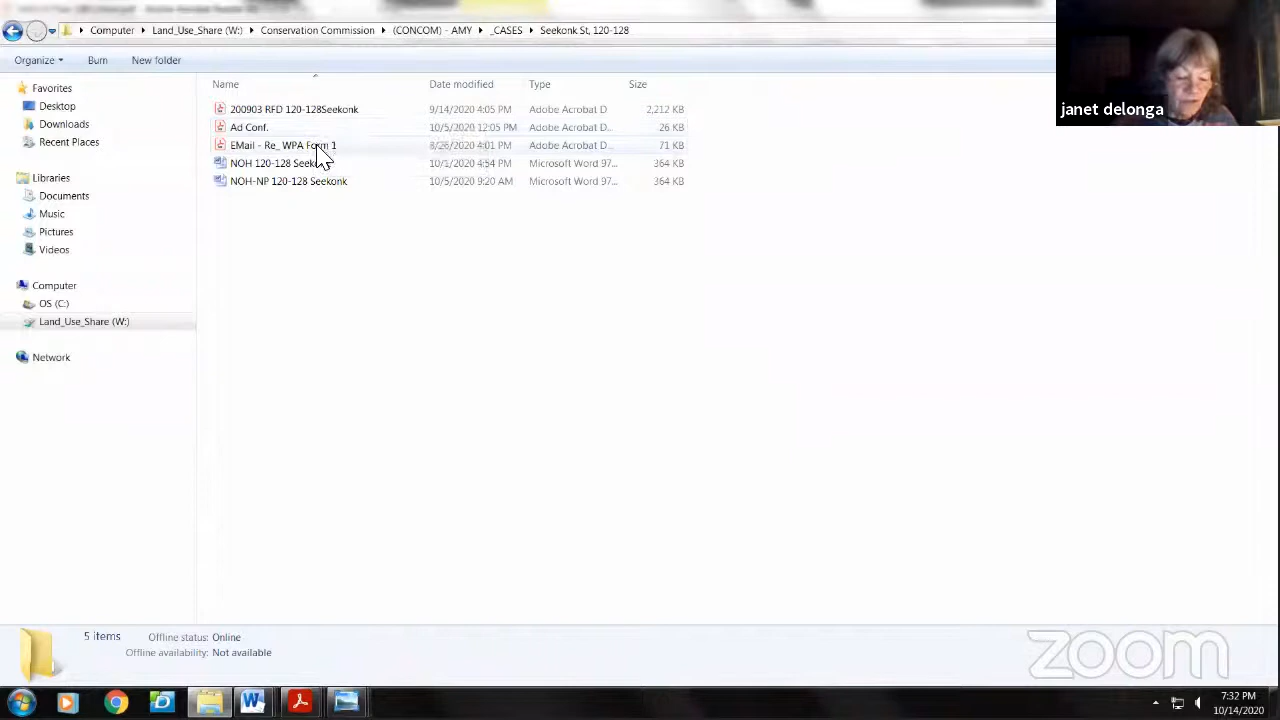 Computer Land_Use_Share (W:) Conservation Commission (CONCOM) - AMY _CASES Seekonk St, 120-128
Organize Burn New folder
janet delonga
Favorites
Desktop
Downloads
Recent Places
Libraries
Documents
Music
Pictures
Videos
Computer
OS (C:)
Land_Use_Share (W:)
Network
Name Date modified Type Size
200903 RFD 120-128Seekonk 9/14/2020 4:05 PM Adobe Acrobat D... 2,212 KB
Ad Conf. 10/5/2020 12:05 PM Adobe Acrobat D... 26 KB
EMail - Re_ WPA Form 1 8/28/2020 4:01 PM Adobe Acrobat D... 71 KB
NOH 120-128 10/1/2020 4:54 PM Microsoft Word 97... 364 KB
NOH-NP 120-128 Seekonk 10/5/2020 9:20 AM Microsoft Word 97... 364 KB
5 items Offline status: Online
Offline availability: Not available
zoom
7:32 PM
10/14/2020